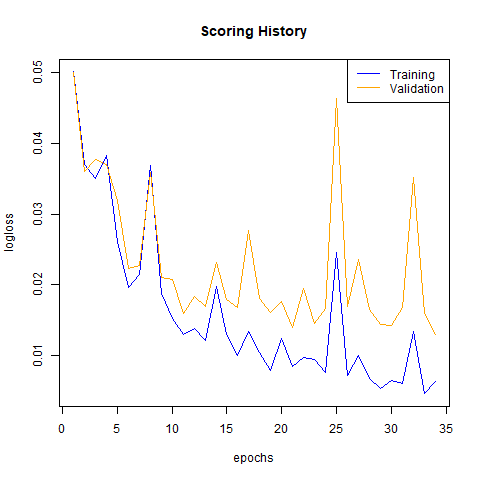 Scoring History
Training
Validation
0.05
0.04
0.03
0.02
0.01
logloss
0 5 10 15 20 25 30 35
epochs